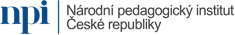 npi Národní pedagogický institut
České republiky